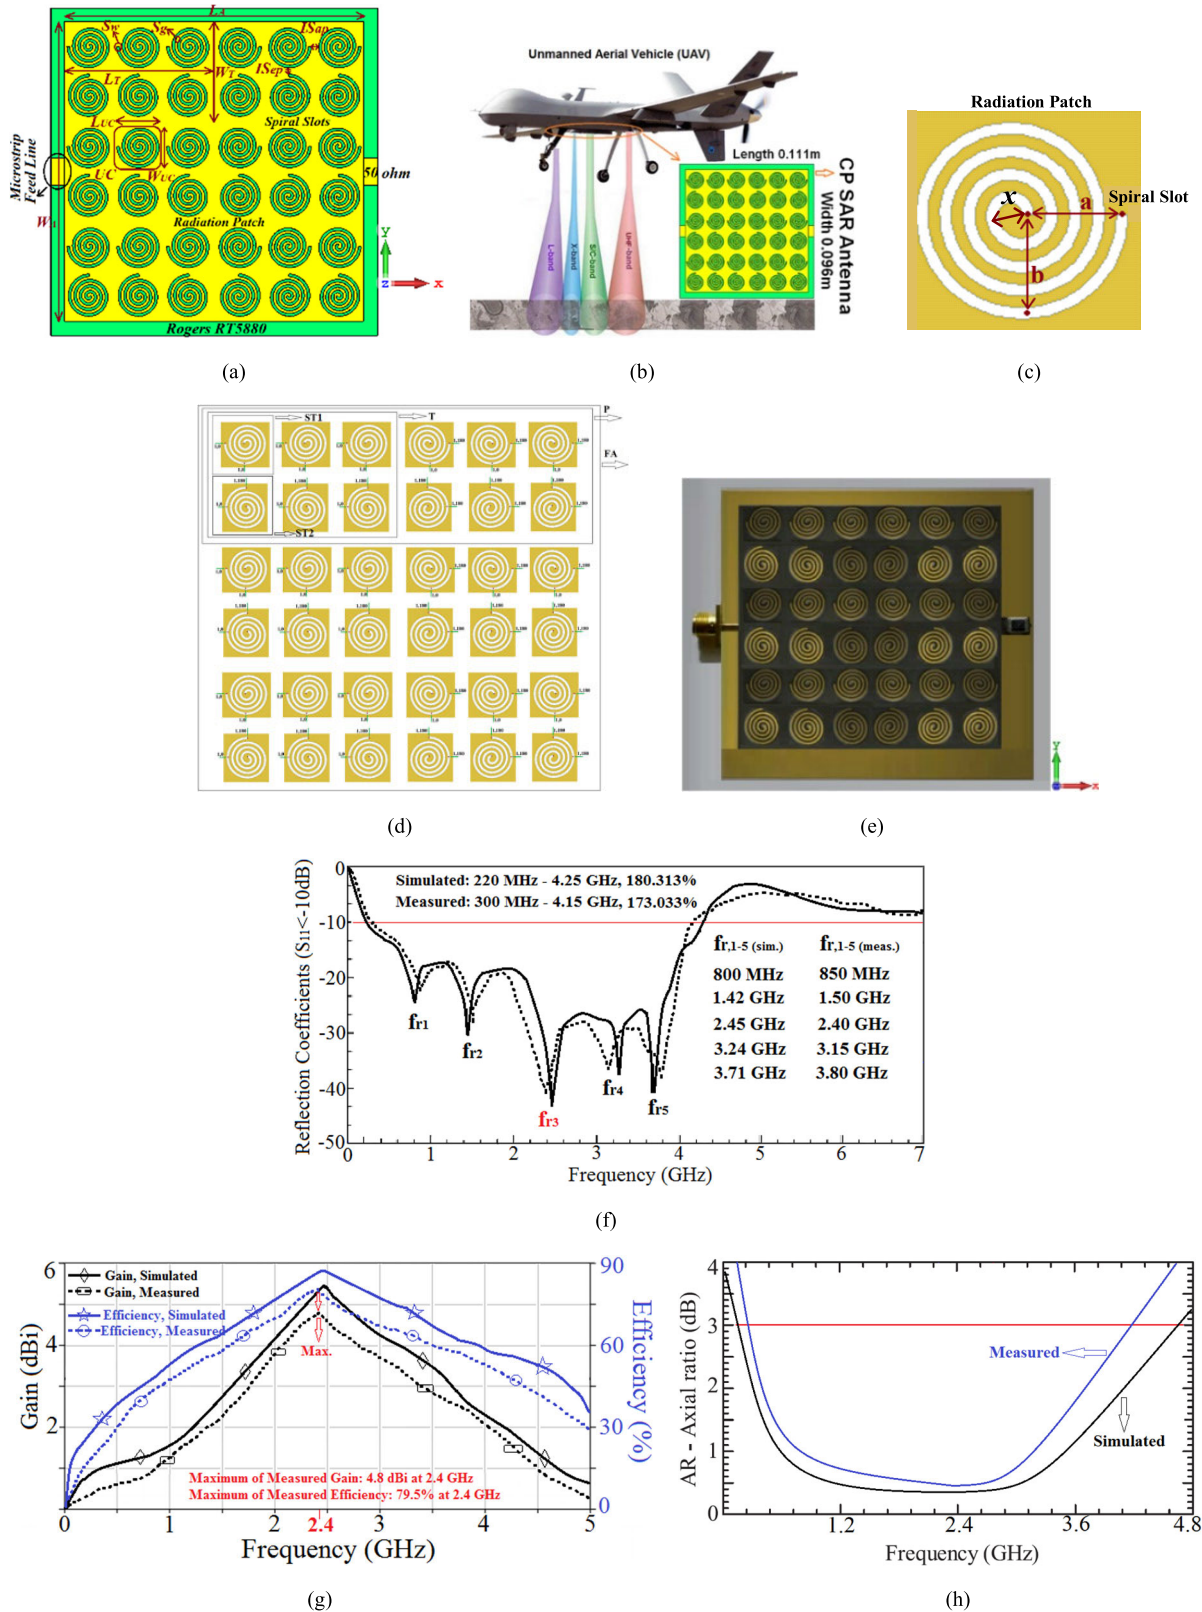 LA
Sw
Sg
ISap
ISep
LT
WT
LUC
Spiral Slots
Microstrip
Feed Line
UC
WUC
50 ohm
WA
Radiation Patch
Y
z
x
Rogers RT5880
(a)
Unmanned Aerial Vehicle (UAV)
Length 0.111m
CP SAR Antenna
Width 0.096m
L-band
X-band
S/C-band
UHF-band
(b)
Radiation Patch
x
a
Spiral Slot
b
(c)
ST1
T
P
FA
ST2
(d)
Y
x
(e)
Reflection Coefficients (S11<-10dB)
0
-10
-20
-30
-40
-50
Simulated: 220 MHz - 4.25 GHz, 180.313%
Measured: 300 MHz - 4.15 GHz, 173.033%
fr,1-5 (sim.) fr,1-5 (meas.)
800 MHz 850 MHz
1.42 GHz 1.50 GHz
2.45 GHz 2.40 GHz
3.24 GHz 3.15 GHz
3.71 GHz 3.80 GHz
fr1
fr2
fr3
fr4
fr5
0 1 2 3 4 5 6 7
Frequency (GHz)
(f)
Gain (dBi)
6
4
2
Gain, Simulated
Gain, Measured
Efficiency, Simulated
Efficiency, Measured
Max.
Maximum of Measured Gain: 4.8 dBi at 2.4 GHz
Maximum of Measured Efficiency: 79.5% at 2.4 GHz
90
60
30
0
Efficiency (%)
0 1 2 2.4 3 4 5
Frequency (GHz)
(g)
AR - Axial ratio (dB)
4
3
2
1
0
Measured
Simulated
1.2 2.4 3.6 4.8
Frequency (GHz)
(h)